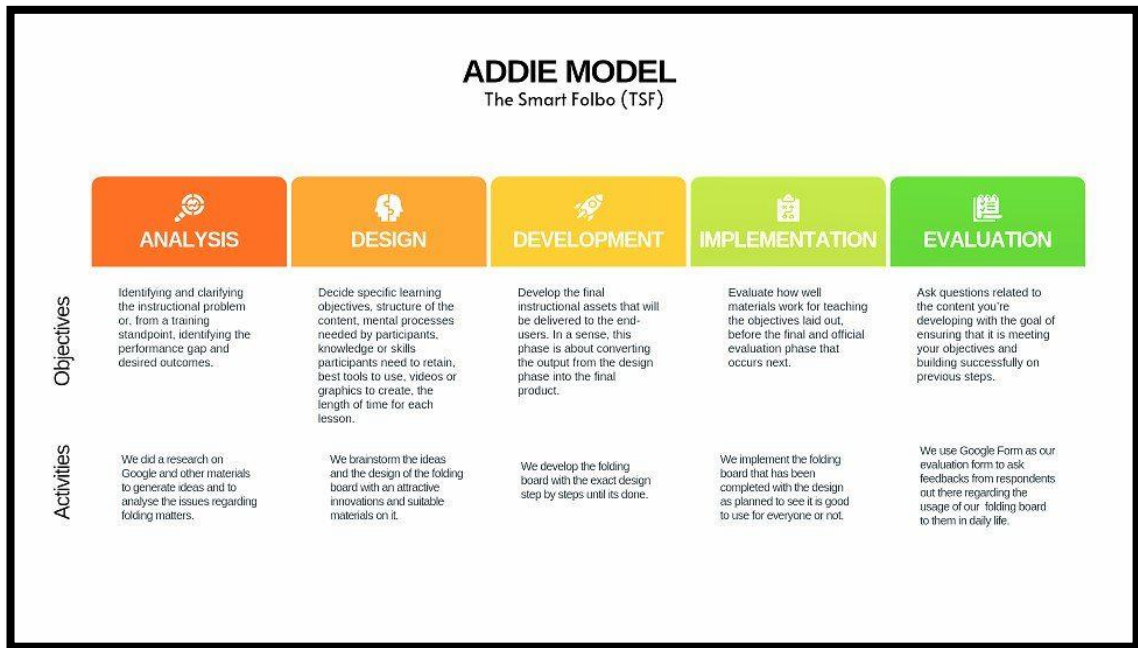 ADDIE MODEL
The Smart Folbo (TSF)
ANALYSIS
DESIGN
DEVELOPMENT
IMPLEMENTATION
EVALUATION
Objectives
Identifying and clarifying
the instructional problem
or, from a training
standpoint, identifying the
performance gap and
desired outcomes.
Decide specific learning
objectives, structure of the
content, mental processes
needed by participants,
knowledge or skills
participants need to retain,
best tools to use, videos or
graphics to create, the
length of time for each
lesson.
Develop the final
instructional assets that will
be delivered to the end-
users. In a sense, this
phase is about converting
the output from the design
phase into the final
product.
Evaluate how well
materials work for teaching
the objectives laid out,
before the final and official
evaluation phase that
occurs next.
Ask questions related to
the content you're
developing with the goal of
ensuring that it is meeting
your objectives and
building successfully on
previous steps.
Activities
We did a research on
Google and other materials
to generate ideas and to
analyse the issues regarding
folding matters.
We brainstorm the ideas
and the design of the folding
board with an attractive
innovations and suitable
materials on it.
We develop the folding
board with the exact design
step by steps until its done.
We implement the folding
board that has been
completed with the design
as planned to see it is good
to use for everyone or not.
We use Google Form as our
evaluation form to ask
feedbacks from respondents
out there regarding the
usage of our folding board
to them in daily life.